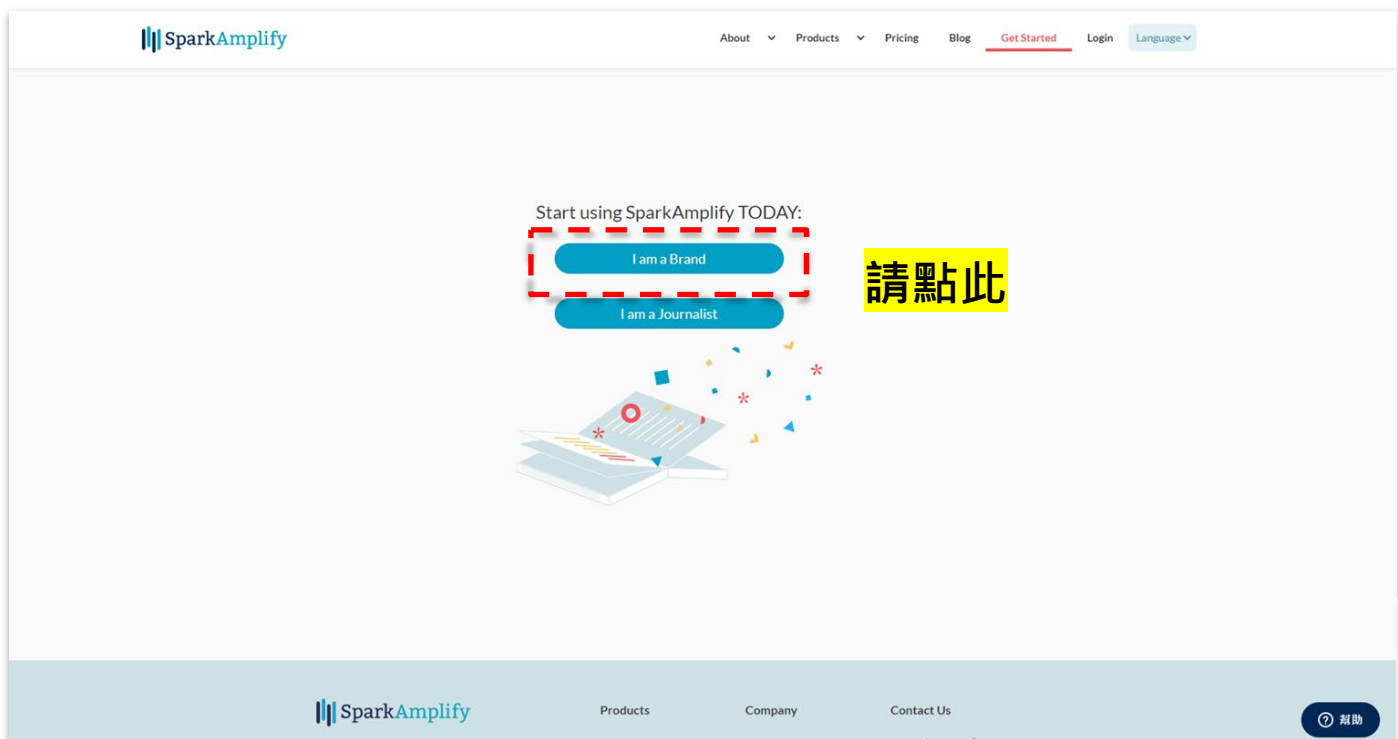 SparkAmplify
About Products Pricing Blog Get Started Login Language
Start using SparkAmplify TODAY:
I am a Brand
請點此
I am a Journalist
SparkAmplify
Products Company Contact Us
幫助